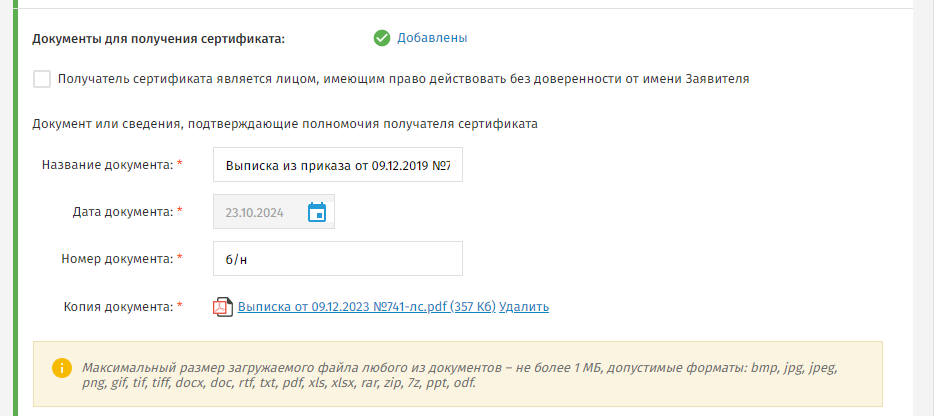 Документы для получения сертификата: Добавлены
Получатель сертификата является лицом, имеющим право действовать без доверенности от имени Заявителя
Документ или сведения, подтверждающие полномочия получателя сертификата
Название документа: * Выписка из приказа от 09.12.2019 №7
Дата документа: * 23.10.2024
Номер документа: * б/н
Копия документа: * Выписка от 09.12.2023 №741-лс.pdf (357 Кб) Удалить
Максимальный размер загружаемого файла любого из документов – не более 1 МБ, допустимые форматы: bmp, jpg, jpeg,
png, gif, tif, tiff, docx, doc, rtf, txt, pdf, xls, xlsx, rar, zip, 7z, ppt, odf.